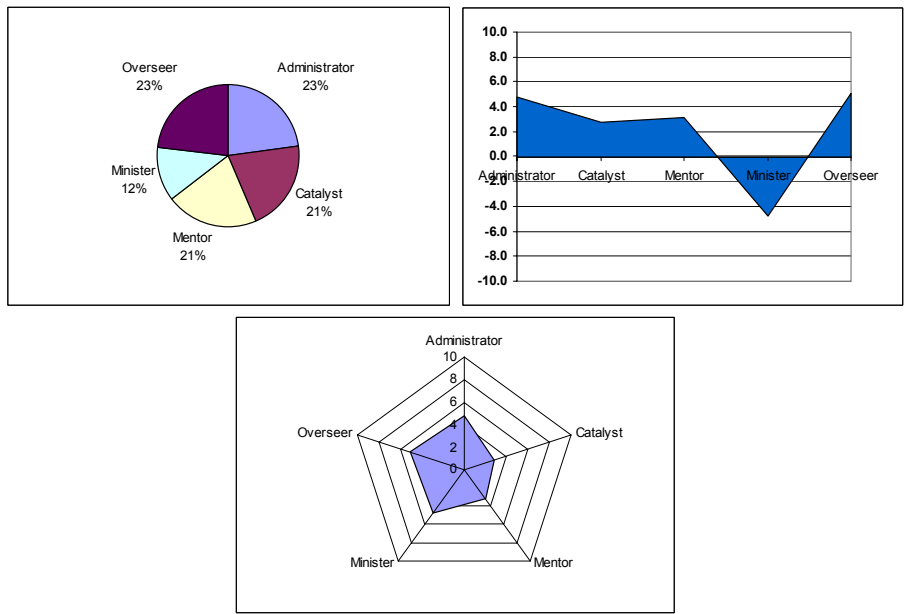 Overseer
23%
Administrator
23%
Minister
12%
Catalyst
21%
Mentor
21%
10.0
8.0
6.0
4.0
2.0
0.0
-2.0
-4.0
-6.0
-8.0
-10.0
Administrator Catalyst Mentor Minister Overseer
Administrator
10
8
6
4
2
0
Overseer
Catalyst
Minister
Mentor